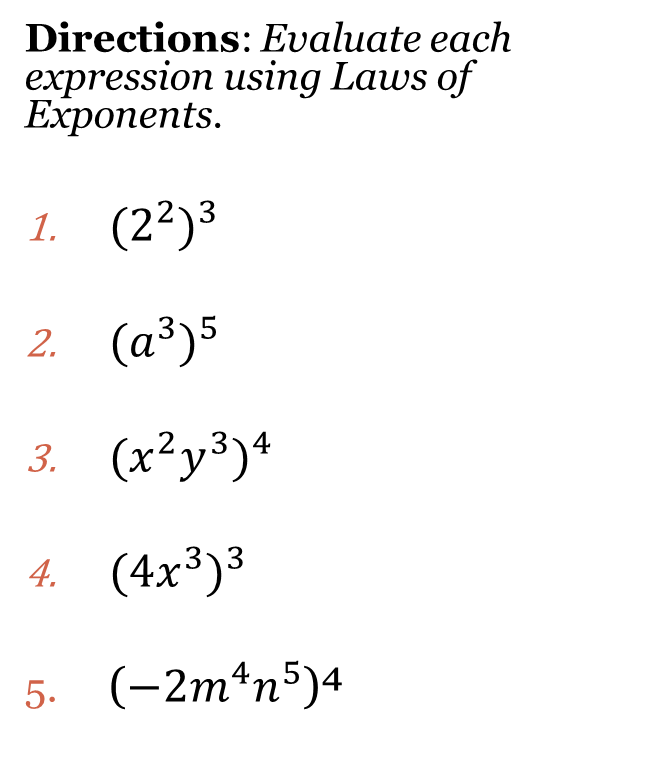 Directions: Evaluate each
expression using Laws of
Exponents.
1. (2²)³
2. (a³)⁵
3. (x²y³)⁴
4. (4x³)³
5. (−2m⁴n⁵)4